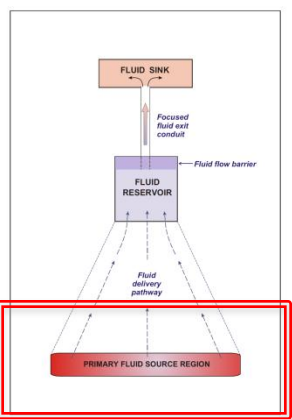 FLUID SINK
Focused
fluid exit
conduit
Fluid flow barrier
FLUID
RESERVOIR
Fluid
delivery
pathway
PRIMARY FLUID SOURCE REGION